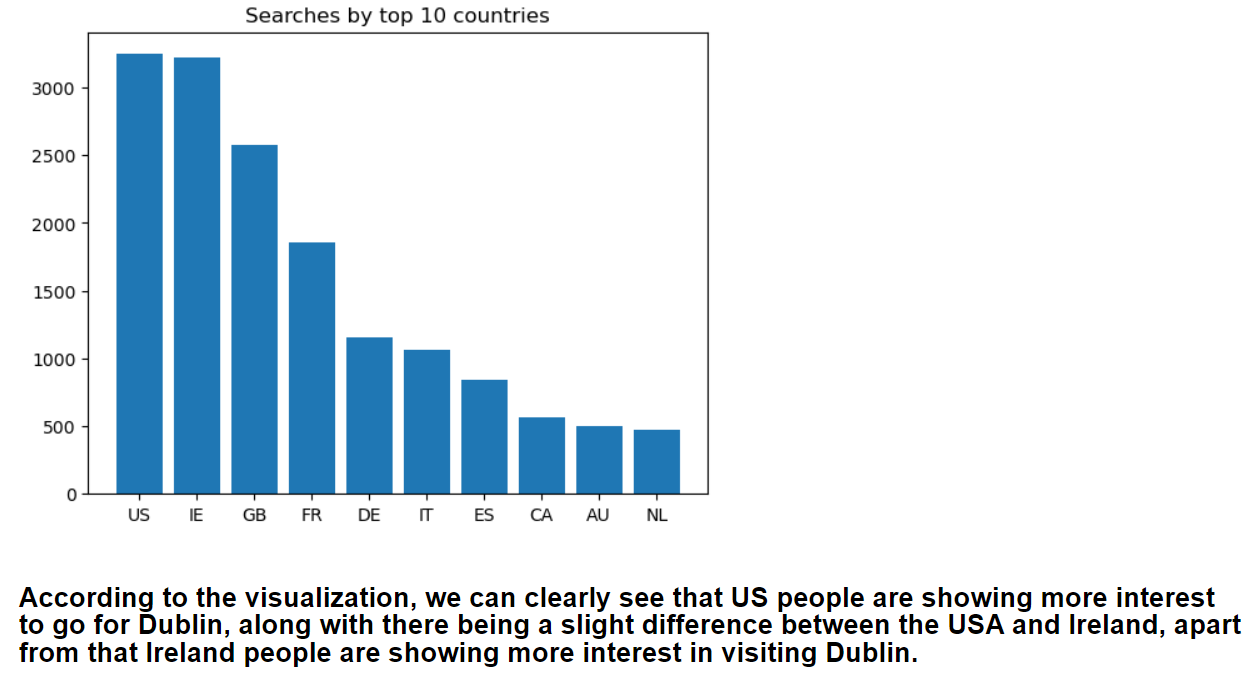 Searches by top 10 countries
3000
2500
2000
1500
1000
500
0
US IE GB FR DE IT ES CA AU NL
According to the visualization, we can clearly see that US people are showing more interest
to go for Dublin, along with there being a slight difference between the USA and Ireland, apart
from that Ireland people are showing more interest in visiting Dublin.